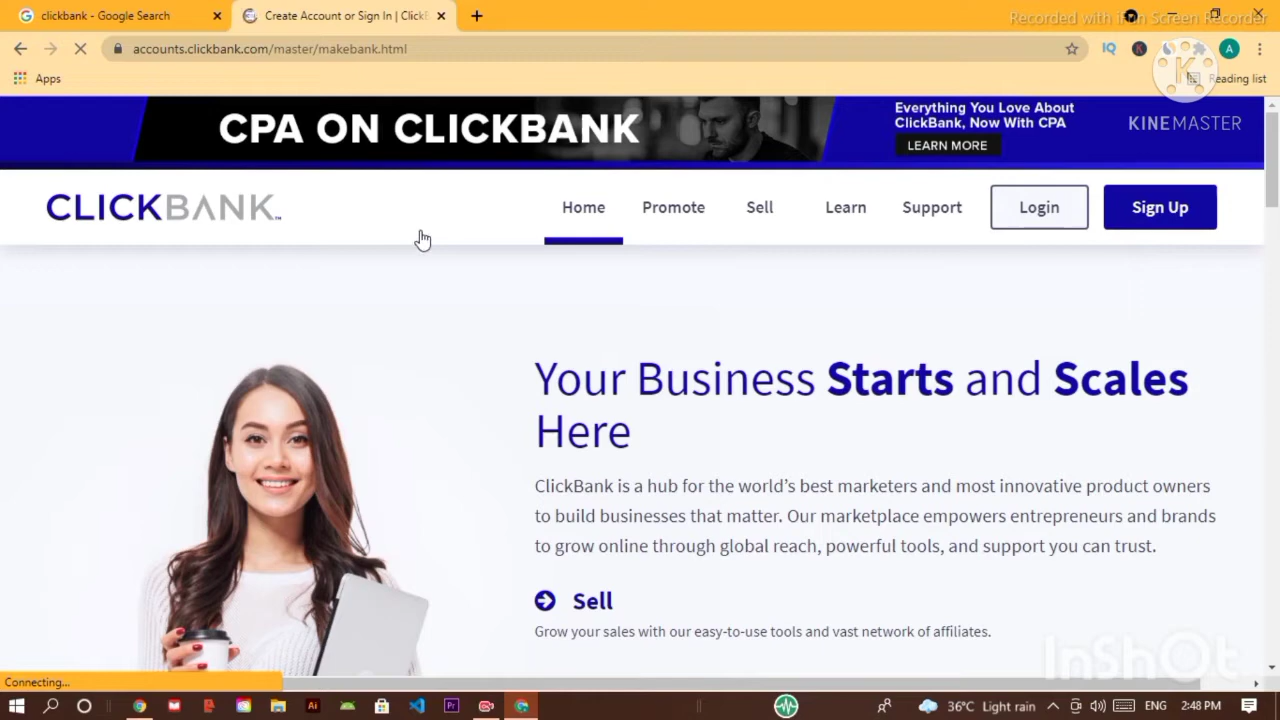 clickbank - Google Search
Create Account or Sign In | ClickB
Recorded with iTop Screen Recorder
accounts.clickbank.com/master/makebank.html
IQ
K
A
Apps
Reading list
CPA ON CLICKBANK
Everything You Love About
ClickBank, Now With CPA
LEARN MORE
KINEMASTER
CLICKBANK
Home
Promote
Sell
Learn
Support
Login
Sign Up
Your Business Starts and Scales
Here
ClickBank is a hub for the world's best marketers and most innovative product owners
to build businesses that matter. Our marketplace empowers entrepreneurs and brands
to grow online through global reach, powerful tools, and support you can trust.
Sell
Grow your sales with our easy-to-use tools and vast network of affiliates.
InShOt
Connecting...
Ai
Pr
36°C Light rain
ENG
2:48 PM